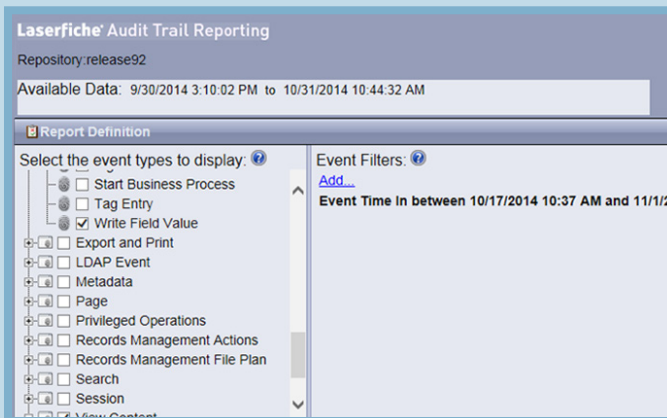 Laserfiche® Audit Trail Reporting
Repository:release92
Available Data: 9/30/2014 3:10:02 PM to 10/31/2014 10:44:32 AM
Report Definition
Select the event types to display:
Start Business Process
Tag Entry
Write Field Value
Export and Print
LDAP Event
Metadata
Page
Privileged Operations
Records Management Actions
Records Management File Plan
Search
Session
View Content
Event Filters:
Add...
Event Time In between 10/17/2014 10:37 AM and 11/1/2